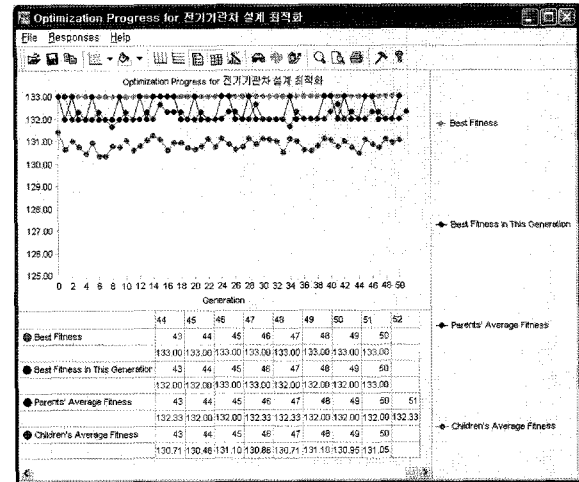 Optimization Progress for 전기기관차 설계 최적화
File Responses Help
Optimization Progress for 전기기관차 설계 최적화
133.00
132.00
131.00
130.00
129.00
128.00
127.00
126.00
125.00
0 2 4 6 8 10 12 14 16 18 20 22 24 26 28 30 32 34 36 38 40 42 44 46 48 50
Generation
Best Fitness
Best Fitness in This Generation
Parents' Average Fitness
Children's Average Fitness
44 45 46 47 48 49 50 51 52
Best Fitness 43 44 45 46 47 48 49 50
133.00 133.00 133.00 133.00 133.00 133.00 133.00 133.00
Best Fitness in This Generation 43 44 45 46 47 48 49 50
132.00 132.00 133.00 133.00 132.00 132.00 132.00 133.00
Parents' Average Fitness 43 44 45 46 47 48 49 50 51
132.33 132.00 132.00 132.33 132.33 132.00 132.00 132.00 132.33
Children's Average Fitness 43 44 45 46 47 48 49 50
130.71 130.48 131.10 130.86 130.71 131.10 130.95 131.05